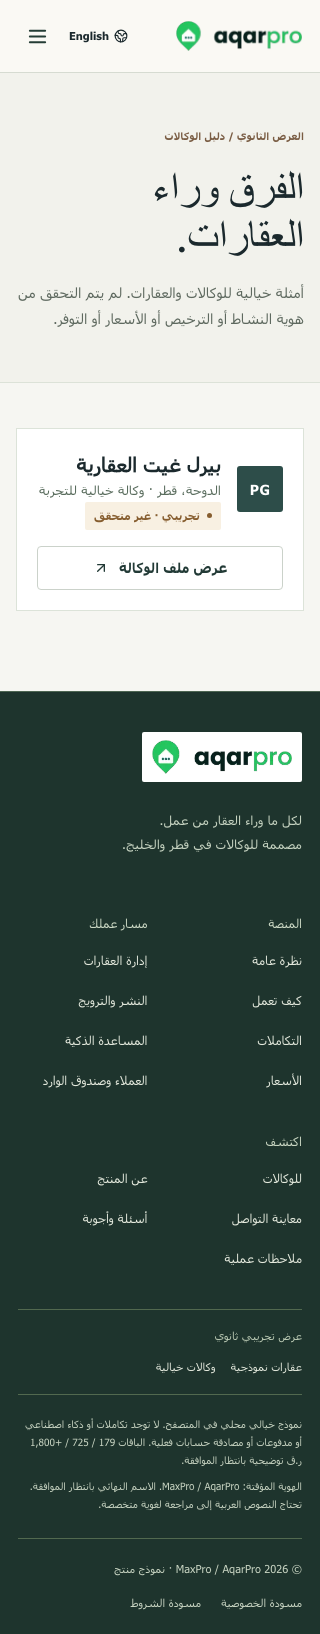 aqarpro
English
العرض الثانوي / دليل الوكالات
الفرق وراء
العقارات.
أمثلة خيالية للوكالات والعقارات. لم يتم التحقق من
هوية النشاط أو الترخيص أو الأسعار أو التوفر.
PG
بيرل غيت العقارية
الدوحة، قطر · وكالة خيالية للتجربة
تجريبي · غير متحقق
عرض ملف الوكالة
aqarpro
لكل ما وراء العقار من عمل.
مصممة للوكالات في قطر والخليج.
المنصة
نظرة عامة
كيف تعمل
التكاملات
الأسعار
مسار عملك
إدارة العقارات
النشر والترويج
المساعدة الذكية
العملاء وصندوق الوارد
اكتشف
للوكالات
عن المنتج
معاينة التواصل
أسئلة وأجوبة
ملاحظات عملية
عرض تجريبي ثانوي
عقارات نموذجية
وكالات خيالية
نموذج خيالي محلي في المتصفح. لا توجد تكاملات أو ذكاء اصطناعي
أو مدفوعات أو مصادقة حسابات فعلية. الباقات 179 / 725 / +1,800
ر.ق توضيحية بانتظار الموافقة.
الهوية المؤقتة: MaxPro / AqarPro. الاسم النهائي بانتظار الموافقة.
تحتاج النصوص العربية إلى مراجعة لغوية متخصصة.
© 2026 MaxPro / AqarPro · نموذج منتج
مسودة الخصوصية
مسودة الشروط